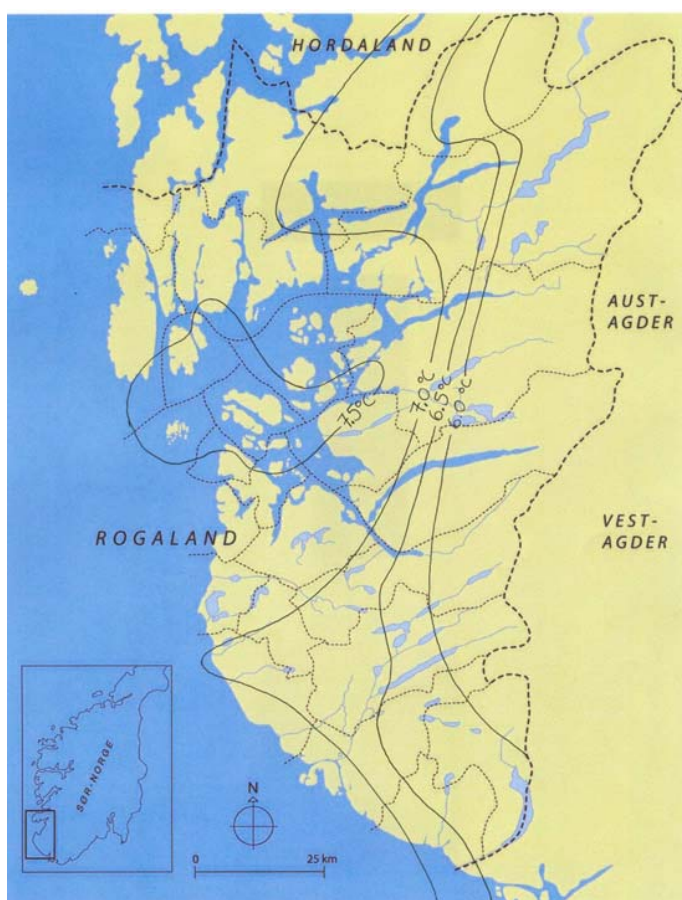 HORDALAND
AUST-
AGDER
7.5°C
7.0°C
6.5°C
6.0°C
ROGALAND
VEST-
AGDER
SØR-NORGE
N
0 25 km